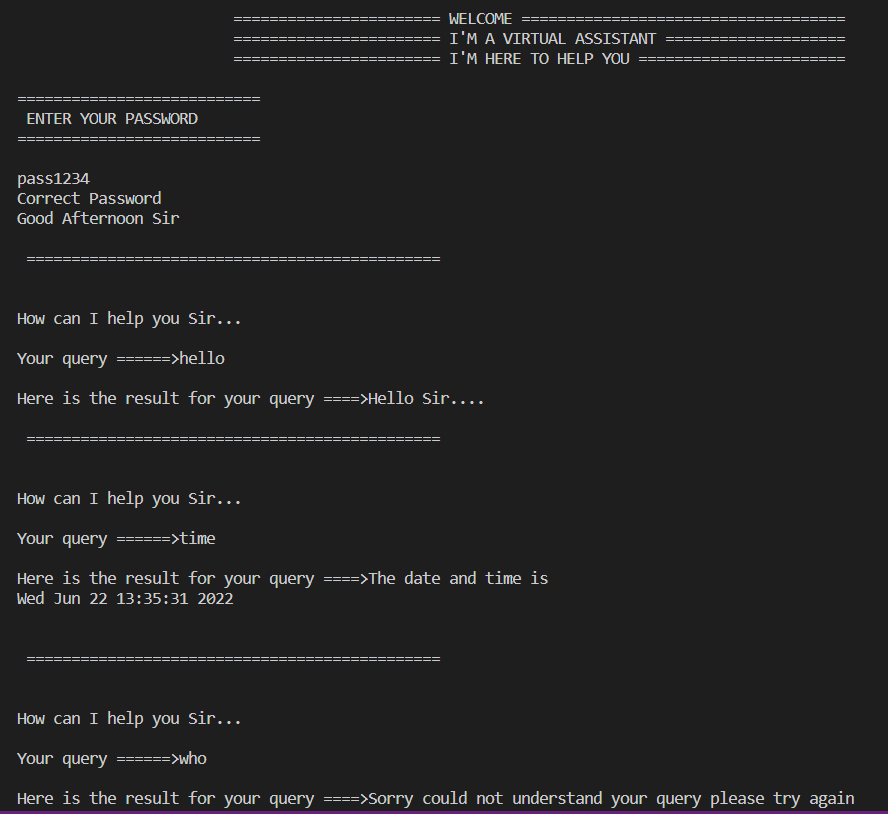 ======================= WELCOME ====================================
======================= I'M A VIRTUAL ASSISTANT ====================
======================= I'M HERE TO HELP YOU =======================
===========================
ENTER YOUR PASSWORD
===========================
pass1234
Correct Password
Good Afternoon Sir
==============================================
How can I help you Sir...
Your query ======>hello
Here is the result for your query ====>Hello Sir....
==============================================
How can I help you Sir...
Your query ======>time
Here is the result for your query ====>The date and time is
Wed Jun 22 13:35:31 2022
==============================================
How can I help you Sir...
Your query ======>who
Here is the result for your query ====>Sorry could not understand your query please try again